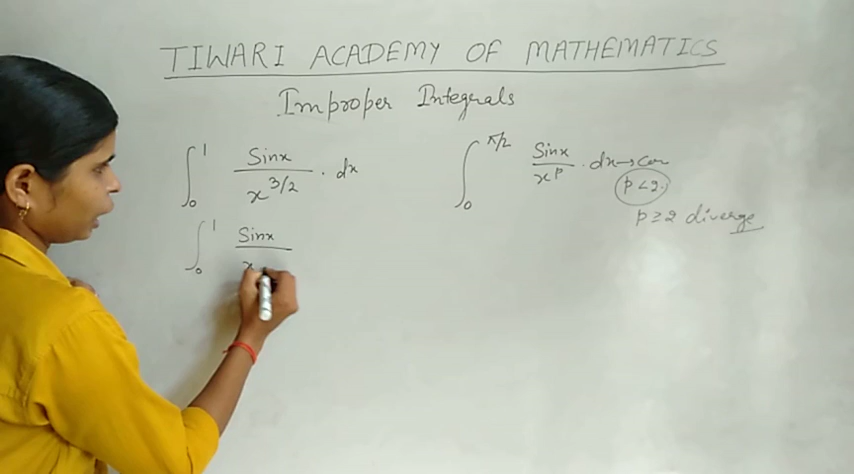 TIWARI ACADEMY OF MATHEMATICS
Improper Integrals
∫₀¹ Sinx / x^{3/2} · dx
∫₀^{π/2} Sinx / x^p · dx → Con
p < 2.
p ≥ 2 diverge
∫₀¹ Sinx / x